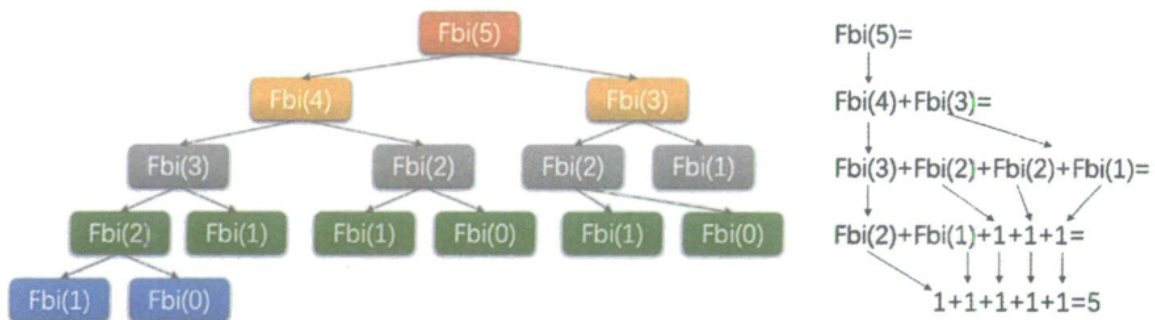 Fbi(5)
Fbi(4) Fbi(3)
Fbi(3) Fbi(2) Fbi(2) Fbi(1)
Fbi(2) Fbi(1) Fbi(1) Fbi(0) Fbi(1) Fbi(0)
Fbi(1) Fbi(0)
Fbi(5)=
Fbi(4)+Fbi(3)=
Fbi(3)+Fbi(2)+Fbi(2)+Fbi(1)=
Fbi(2)+Fbi(1)+1+1+1=
1+1+1+1+1=5